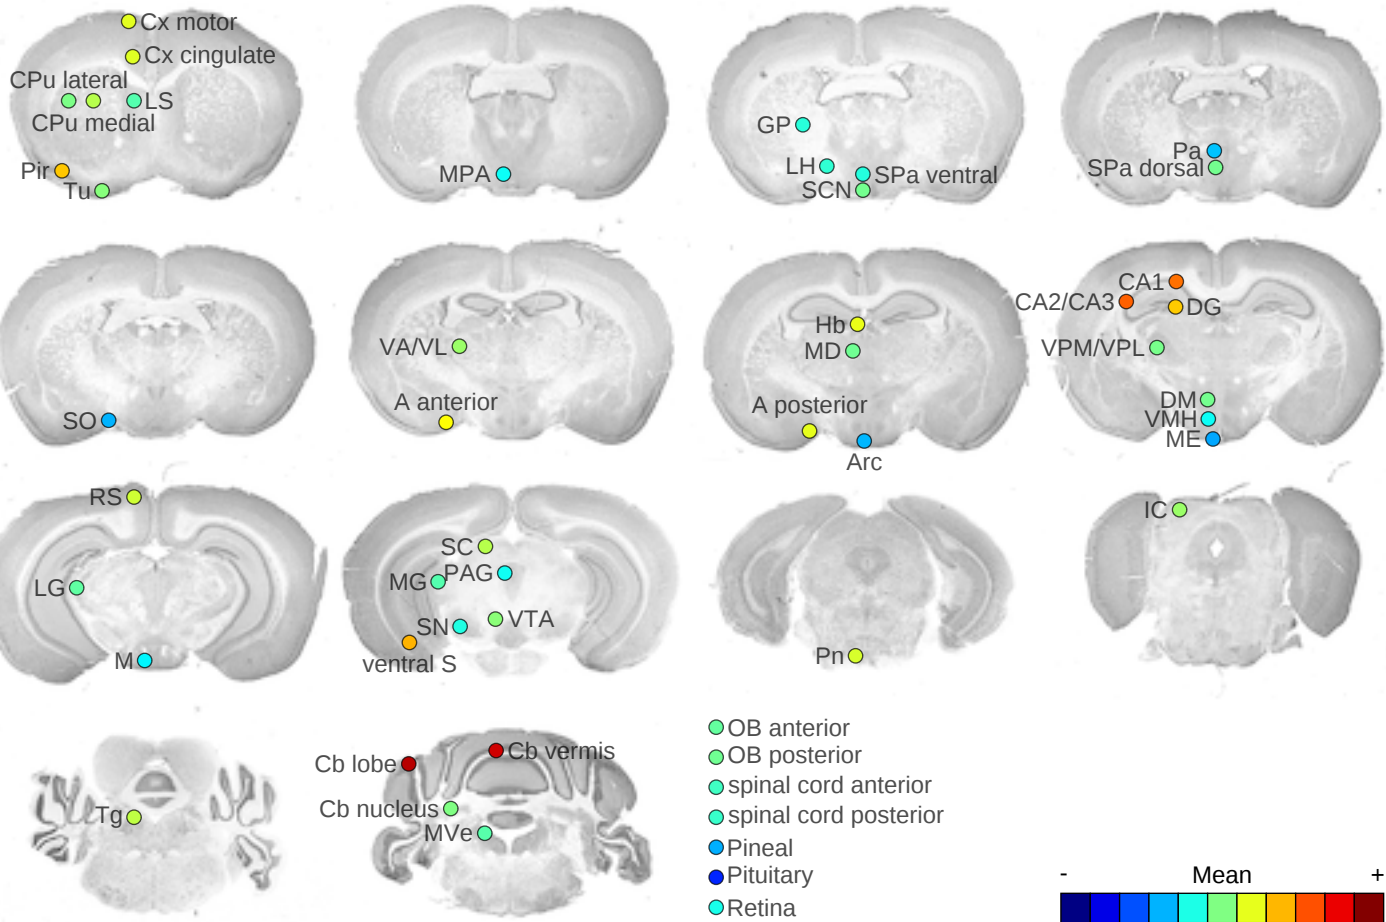 Cx motor
Cx cingulate
CPu lateral
LS
CPu medial
Pir
Tu
MPA
GP
LH
SPa ventral
SCN
Pa
SPa dorsal
SO
VA/VL
A anterior
Hb
MD
A posterior
Arc
CA1
CA2/CA3
DG
VPM/VPL
DM
VMH
ME
RS
LG
M
SC
MG
PAG
SN
VTA
ventral S
Pn
IC
Tg
Cb lobe
Cb vermis
Cb nucleus
MVe
OB anterior
OB posterior
spinal cord anterior
spinal cord posterior
Pineal
Pituitary
Retina
- Mean +